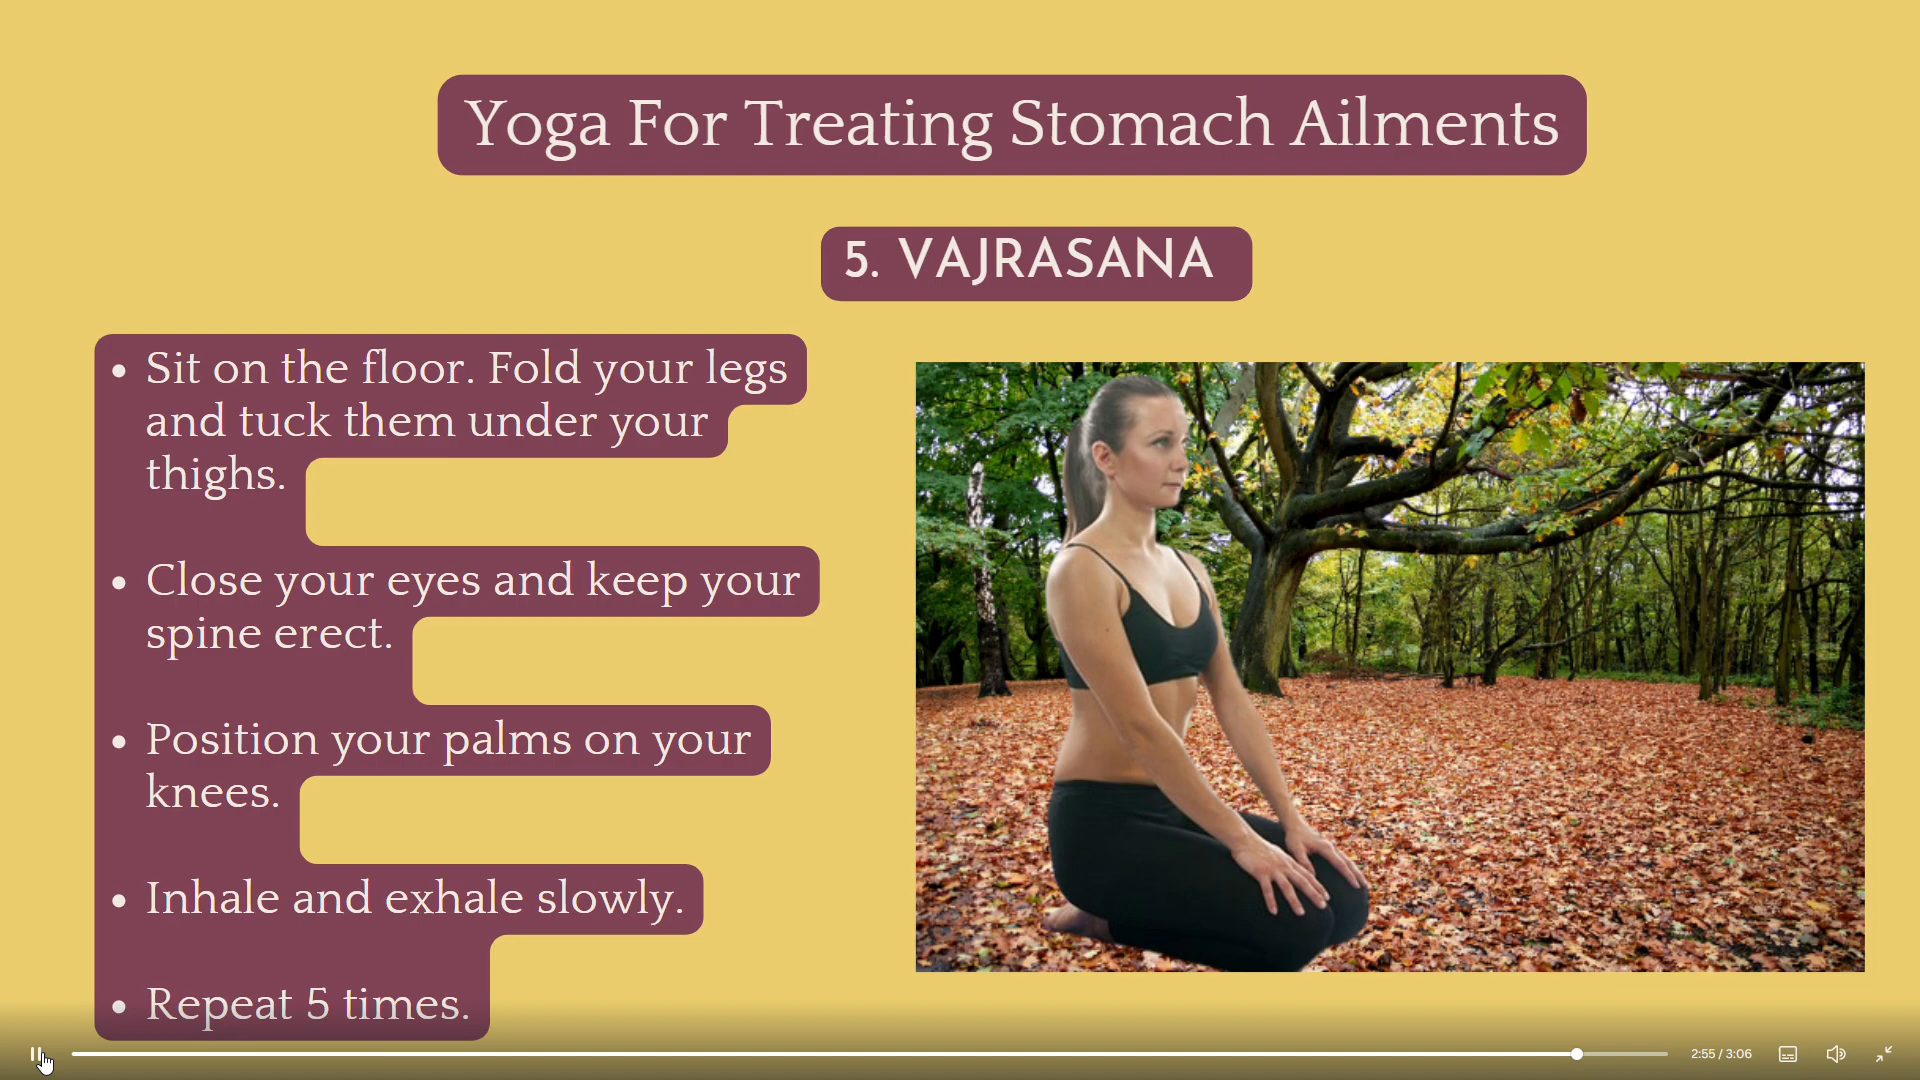 Yoga For Treating Stomach Ailments
5. VAJRASANA
• Sit on the floor. Fold your legs
and tuck them under your
thighs.
• Close your eyes and keep your
spine erect.
• Position your palms on your
knees.
• Inhale and exhale slowly.
• Repeat 5 times.
2:55 / 3:06